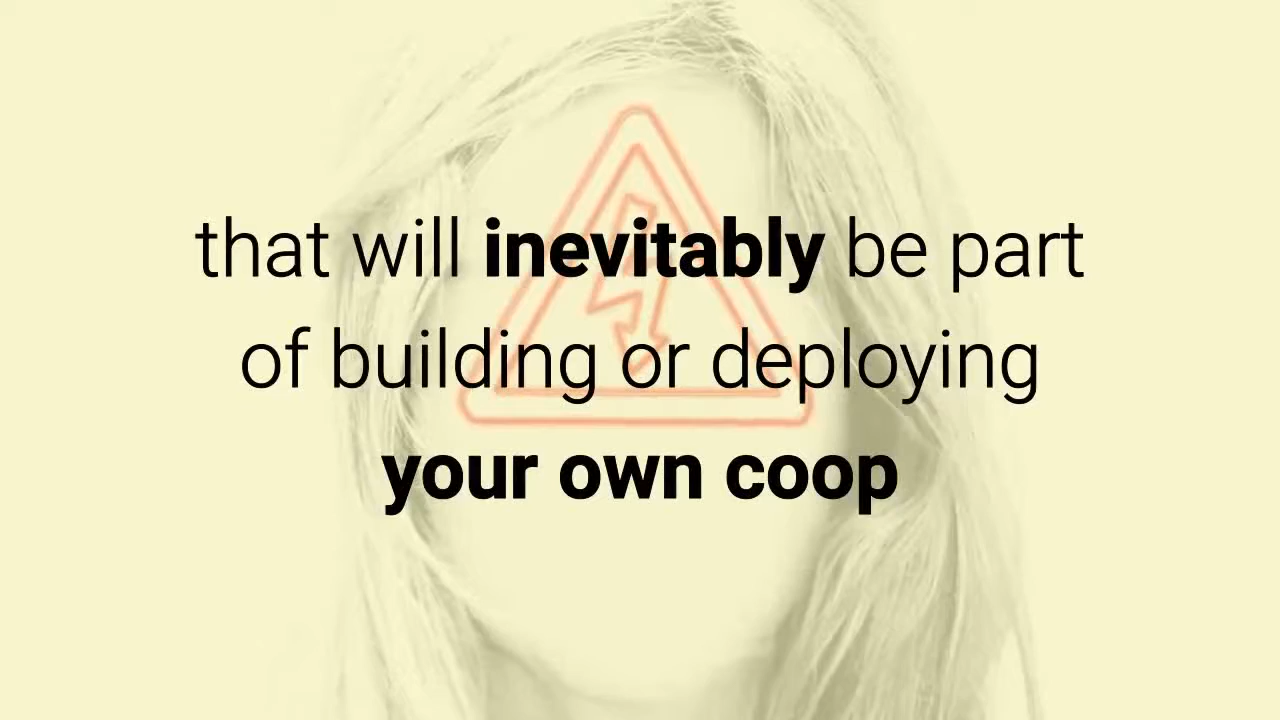 that will inevitably be part
of building or deploying
your own coop